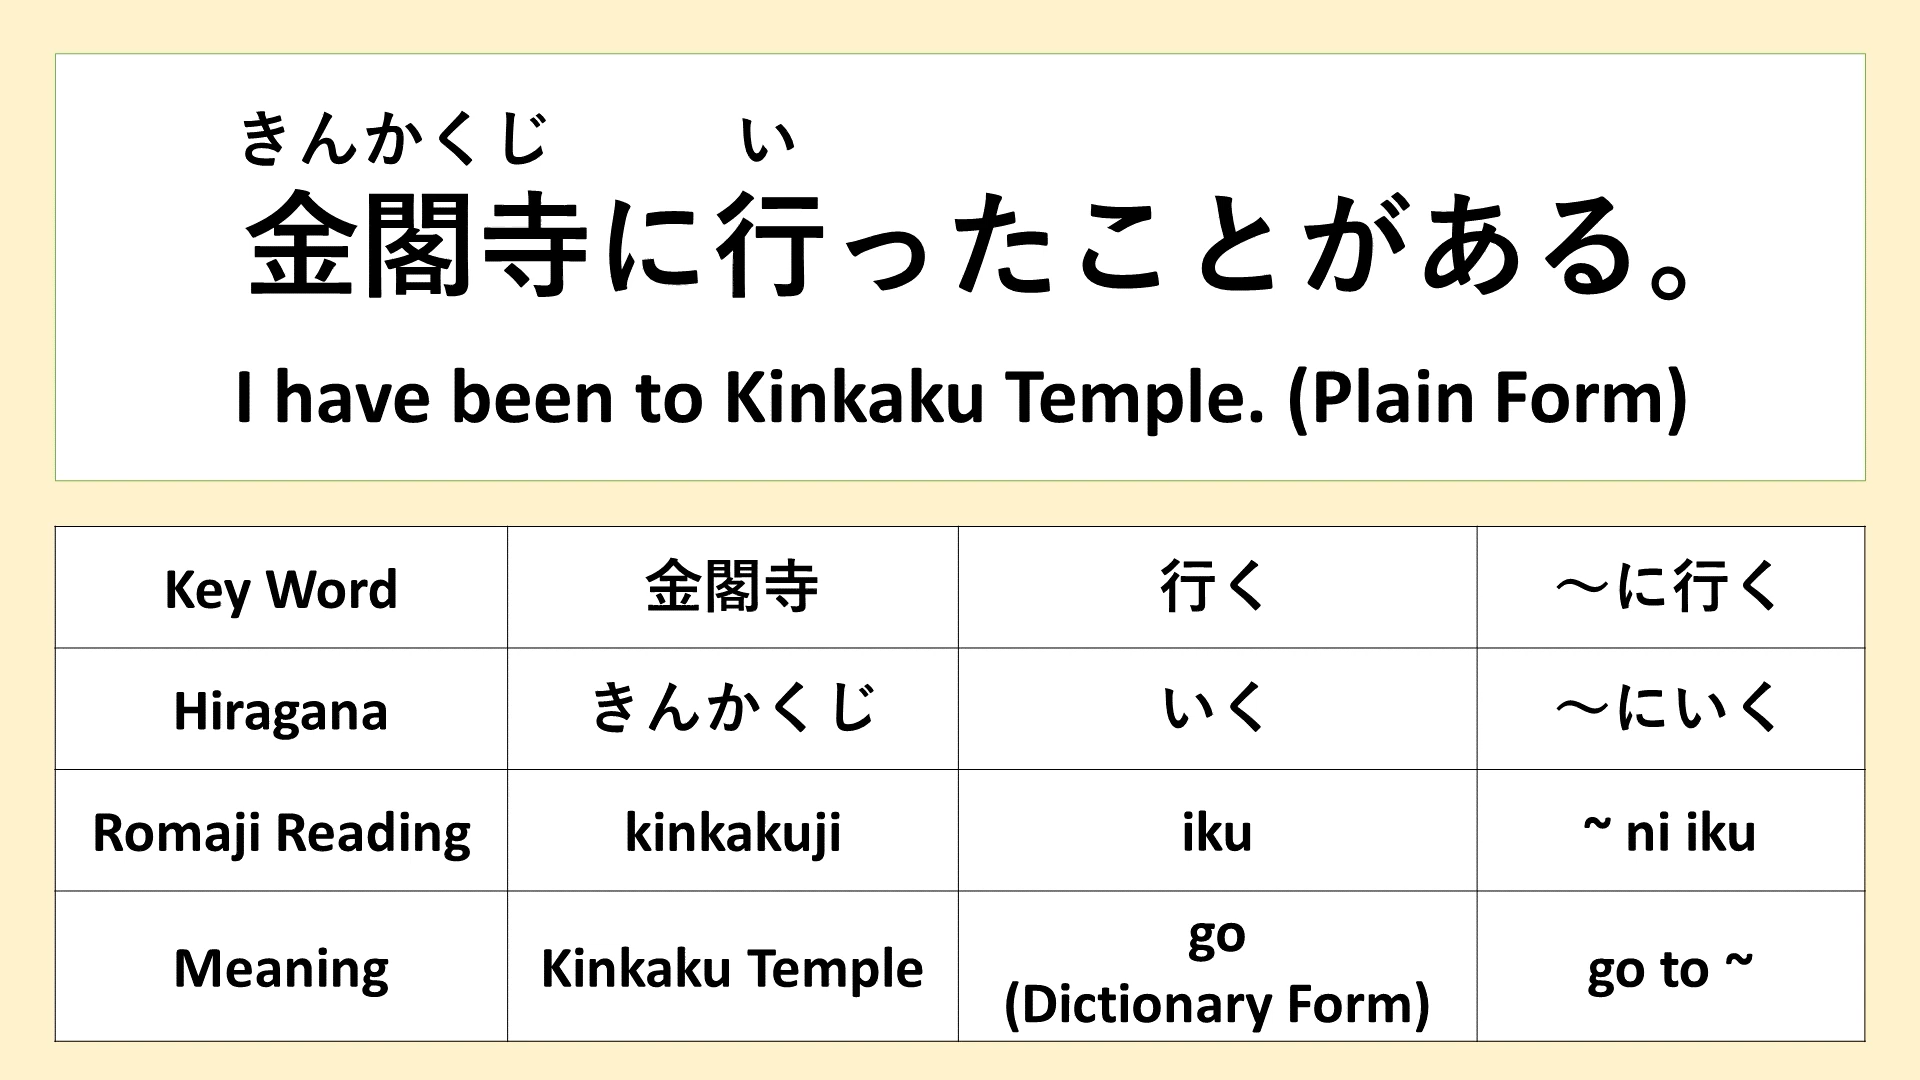 きんかくじ い
金閣寺に行ったことがある。
I have been to Kinkaku Temple. (Plain Form)
Key Word 金閣寺 行く ～に行く
Hiragana きんかくじ いく ～にいく
Romaji Reading kinkakuji iku ~ ni iku
Meaning Kinkaku Temple go (Dictionary Form) go to ~